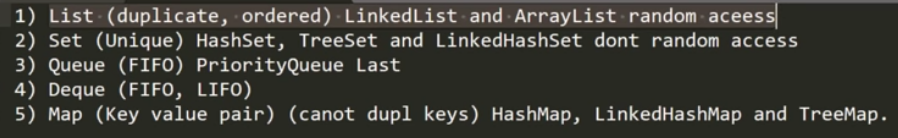 1) List (duplicate, ordered) LinkedList and ArrayList random aceess
2) Set (Unique) HashSet, TreeSet and LinkedHashSet dont random access
3) Queue (FIFO) PriorityQueue Last
4) Deque (FIFO, LIFO)
5) Map (Key value pair) (canot dupl keys) HashMap, LinkedHashMap and TreeMap.